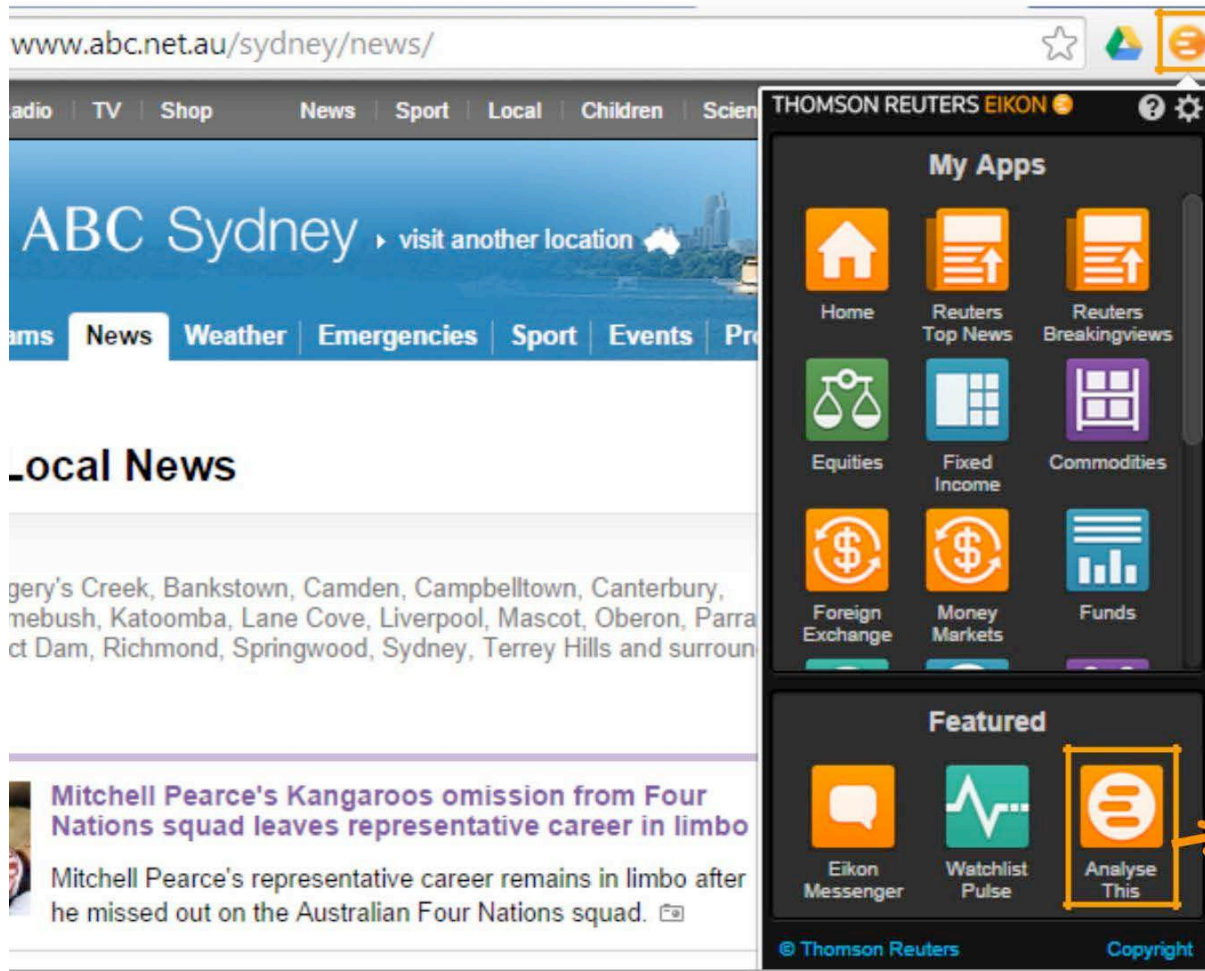 www.abc.net.au/sydney/news/
adio TV Shop News Sport Local Children Scien
ABC Sydney visit another location
ams News Weather Emergencies Sport Events Pro
Local News
gery's Creek, Bankstown, Camden, Campbelltown, Canterbury,
mebush, Katoomba, Lane Cove, Liverpool, Mascot, Oberon, Parra
ct Dam, Richmond, Springwood, Sydney, Terrey Hills and surroun
Mitchell Pearce's Kangaroos omission from Four
Nations squad leaves representative career in limbo
Mitchell Pearce's representative career remains in limbo after
he missed out on the Australian Four Nations squad.
THOMSON REUTERS EIKON
My Apps
Home
Reuters
Top News
Reuters
Breakingviews
Equities
Fixed
Income
Commodities
Foreign
Exchange
Money
Markets
Funds
Featured
Eikon
Messenger
Watchlist
Pulse
Analyse
This
© Thomson Reuters Copyright